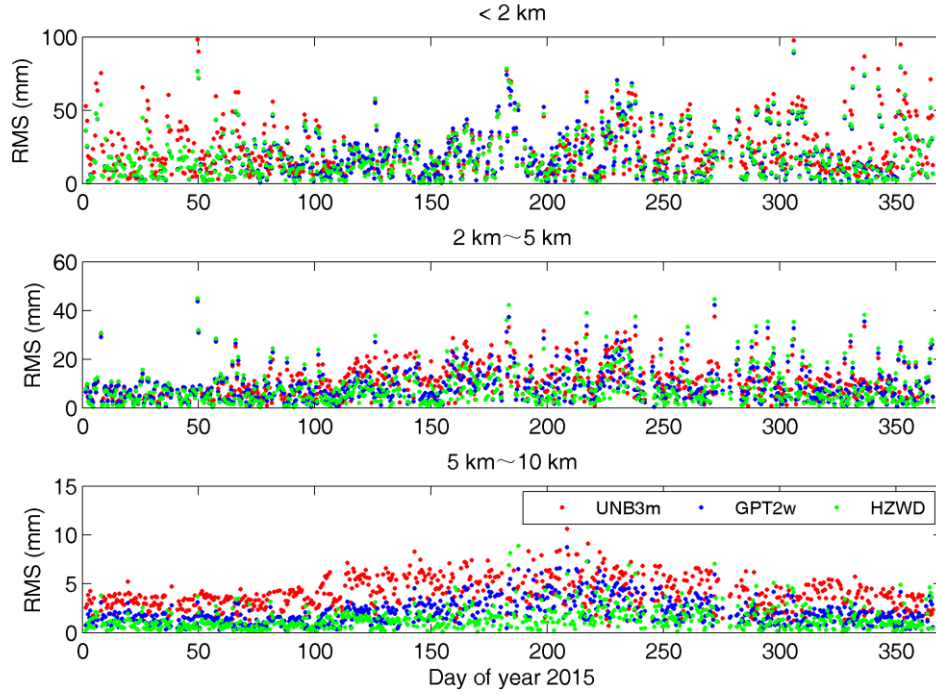 < 2 km
RMS (mm)
100
50
0
0 50 100 150 200 250 300 350
2 km～5 km
RMS (mm)
60
40
20
0
0 50 100 150 200 250 300 350
5 km～10 km
RMS (mm)
15
10
5
0
UNB3m GPT2w HZWD
0 50 100 150 200 250 300 350
Day of year 2015